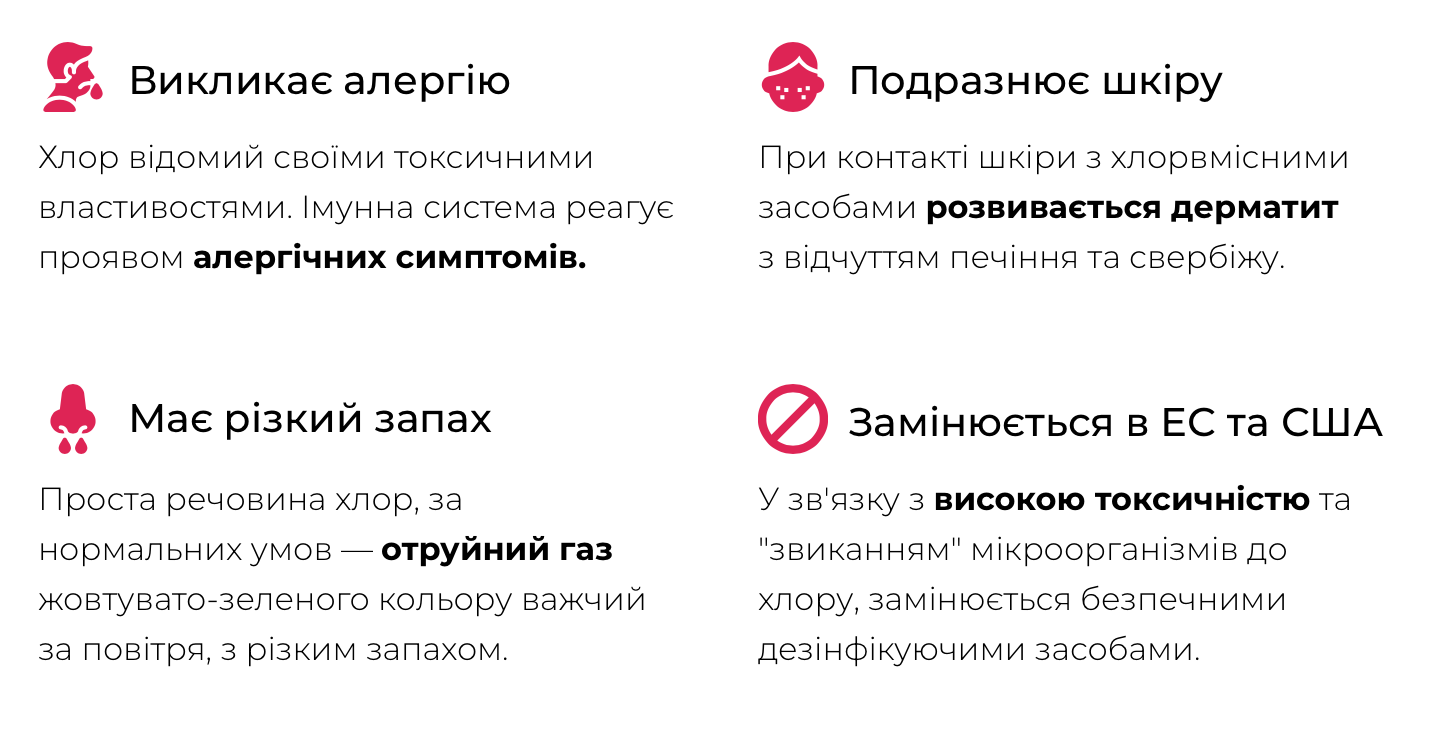 Викликає алергію
Хлор відомий своїми токсичними
властивостями. Імунна система реагує
проявом алергічних симптомів.
Подразнює шкіру
При контакті шкіри з хлорвмісними
засобами розвивається дерматит
з відчуттям печіння та свербіжу.
Має різкий запах
Проста речовина хлор, за
нормальних умов — отруйний газ
жовтувато-зеленого кольору важчий
за повітря, з різким запахом.
Замінюється в ЕС та США
У зв'язку з високою токсичністю та
"звиканням" мікроорганізмів до
хлору, замінюється безпечними
дезінфікуючими засобами.